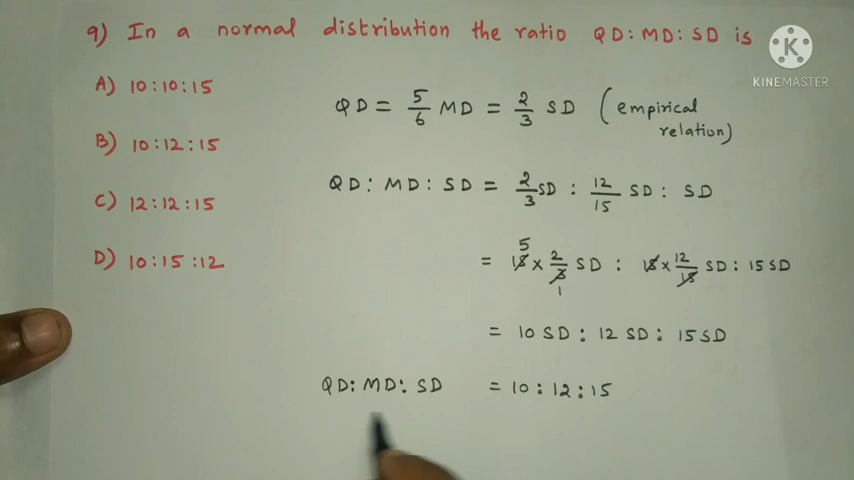 9) In a normal distribution the ratio QD: MD: SD is
KINEMASTER
A) 10:10:15
B) 10:12:15
C) 12:12:15
D) 10:15:12
QD = 5/6 MD = 2/3 SD (empirical
relation)
QD: MD: SD = 2/3 SD : 12/15 SD : SD
= 15 5 × 2/3 1 SD : 15 × 12/15 SD : 15 SD
= 10 SD : 12 SD : 15 SD
QD: MD: SD = 10 : 12 : 15